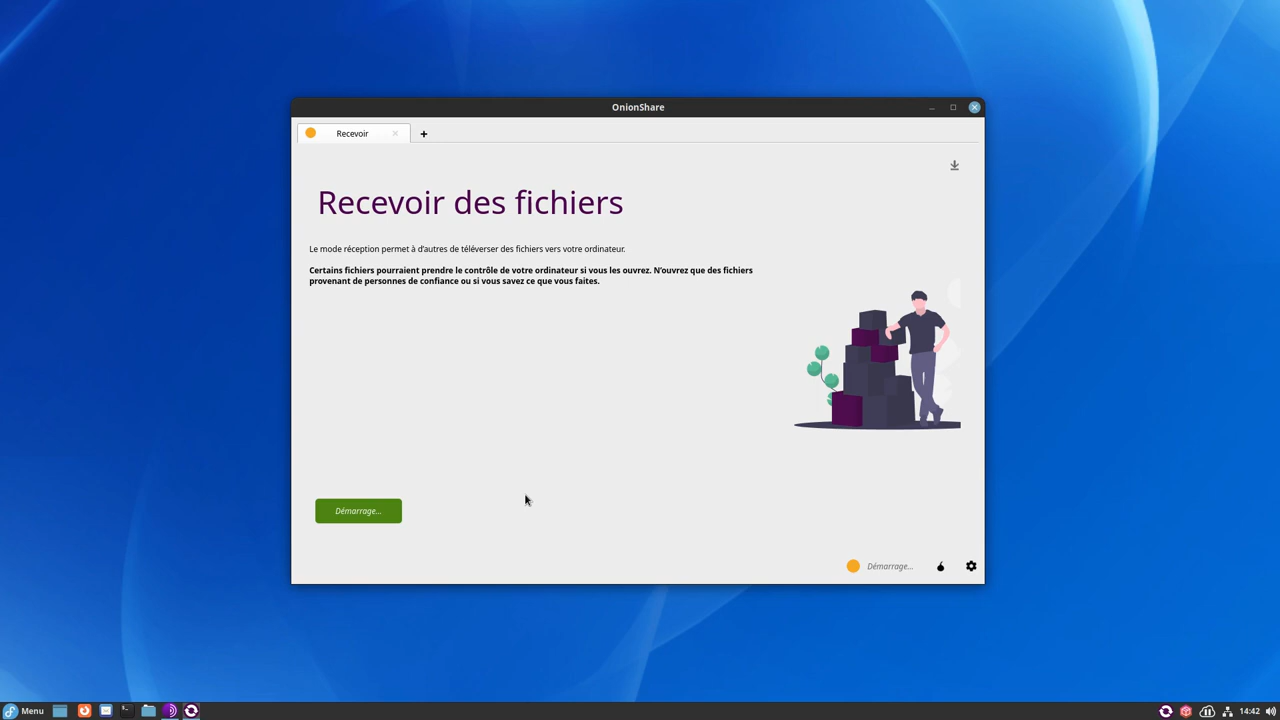 OnionShare
Recevoir
Recevoir des fichiers
Le mode réception permet à d'autres de téléverser des fichiers vers votre ordinateur.
Certains fichiers pourraient prendre le contrôle de votre ordinateur si vous les ouvrez. N'ouvrez que des fichiers
provenant de personnes de confiance ou si vous savez ce que vous faites.
Démarrage...
Démarrage...
Menu
14:42